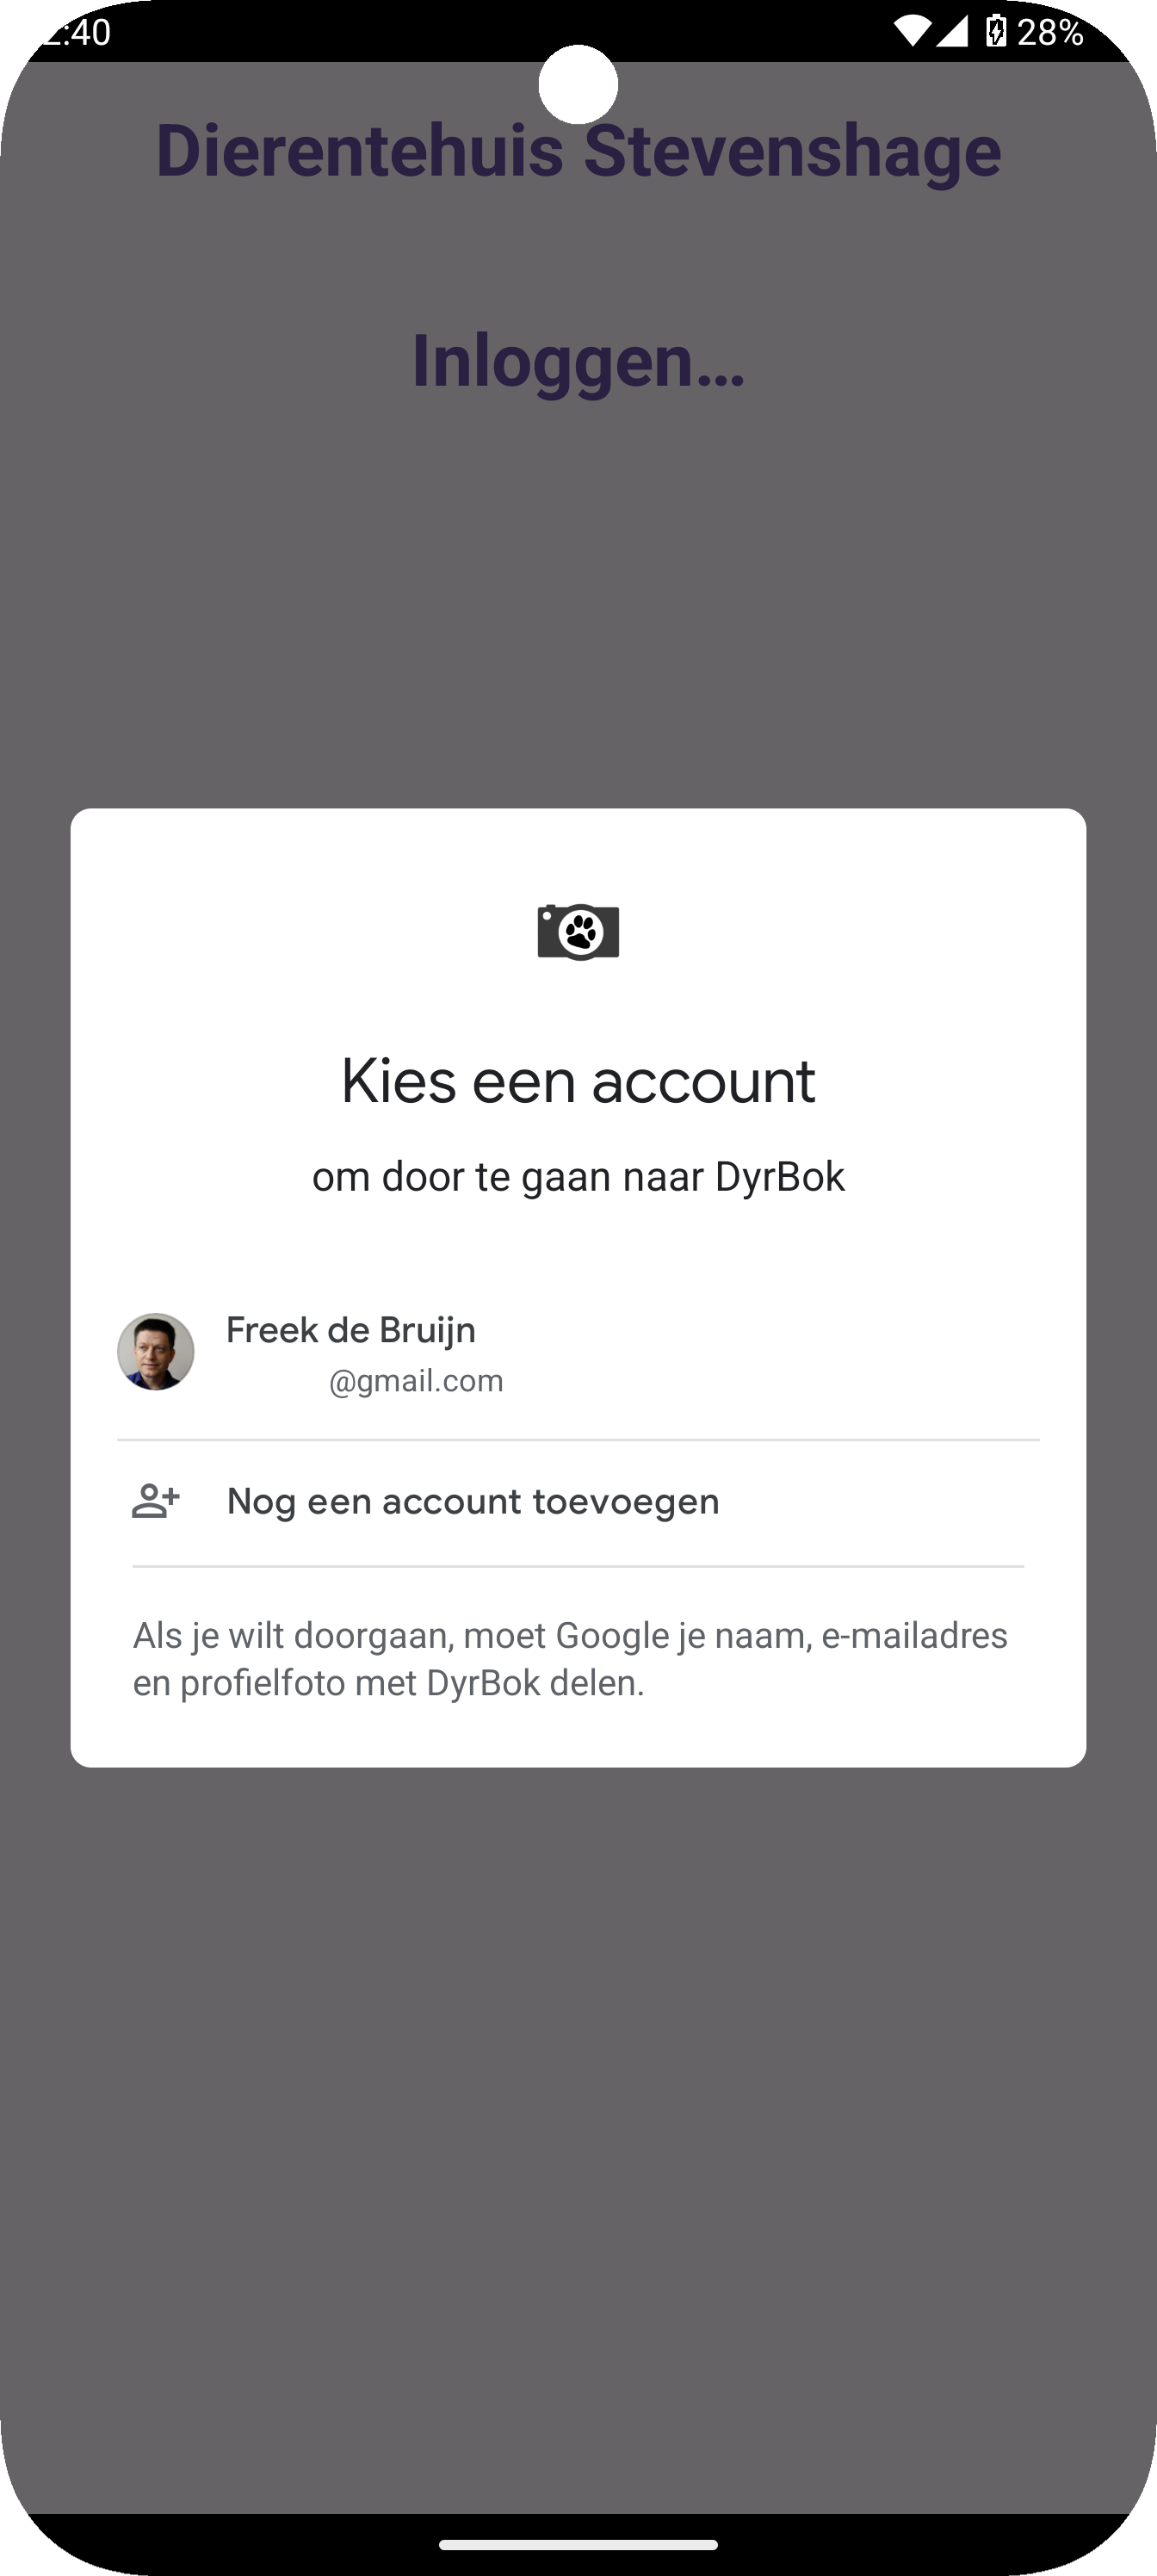 :40
28%
Dierentehuis Stevenshage
Inloggen...
Kies een account
om door te gaan naar DyrBok
Freek de Bruijn
@gmail.com
Nog een account toevoegen
Als je wilt doorgaan, moet Google je naam, e-mailadres
en profielfoto met DyrBok delen.